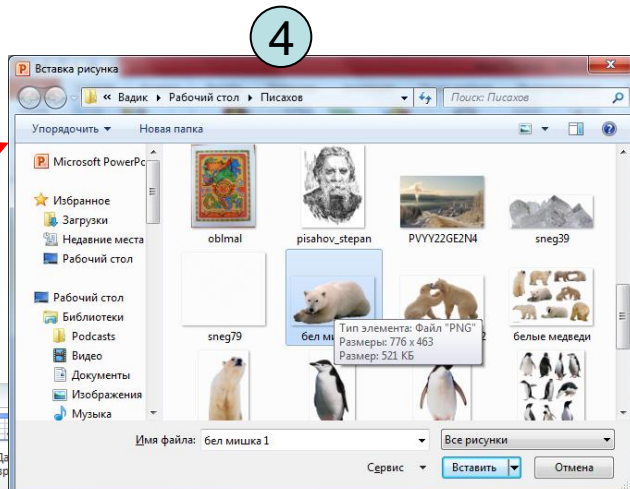 4
Вставка рисунка
« Вадик ▸ Рабочий стол ▸ Писахов
Поиск: Писахов
Упорядочить Новая папка
Microsoft PowerPo
Избранное
Загрузки
Недавние места
Рабочий стол
Рабочий стол
Библиотеки
Podcasts
Видео
Документы
Изображения
Музыка
oblmal
pisahov_stepan
PVYY22GE2N4
sneg39
sneg79
бел ми
2
белые медведи
Тип элемента: Файл "PNG"
Размеры: 776 x 463
Размер: 521 КБ
Имя файла: бел мишка 1
Все рисунки
Сервис
Вставить
Отмена